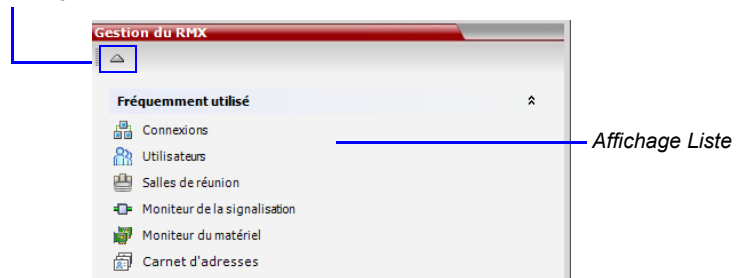 Gestion du RMX
Fréquemment utilisé
Connexions
Affichage Liste
Utilisateurs
Salles de réunion
Moniteur de la signalisation
Moniteur du matériel
Carnet d'adresses